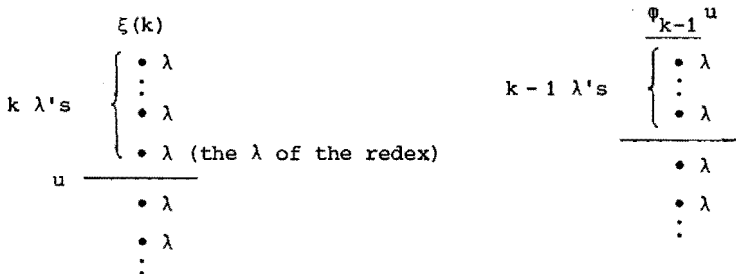 ξ(k)
λ
k λ's
λ
λ (the λ of the redex)
u
λ
λ
φ_{k-1} u
λ
k - 1 λ's
λ
λ
λ